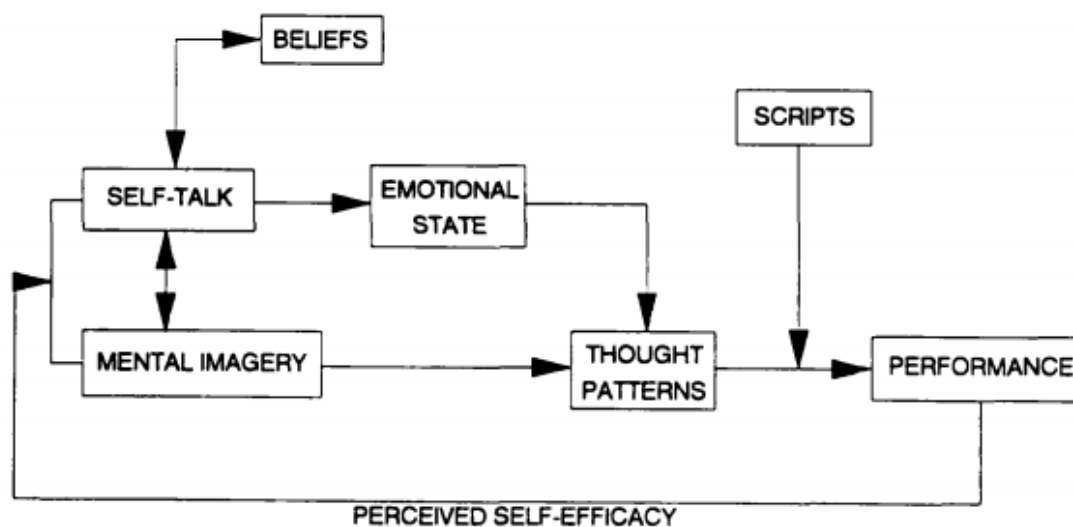 BELIEFS
SCRIPTS
SELF-TALK
EMOTIONAL
STATE
MENTAL IMAGERY
THOUGHT
PATTERNS
PERFORMANCE
PERCEIVED SELF-EFFICACY